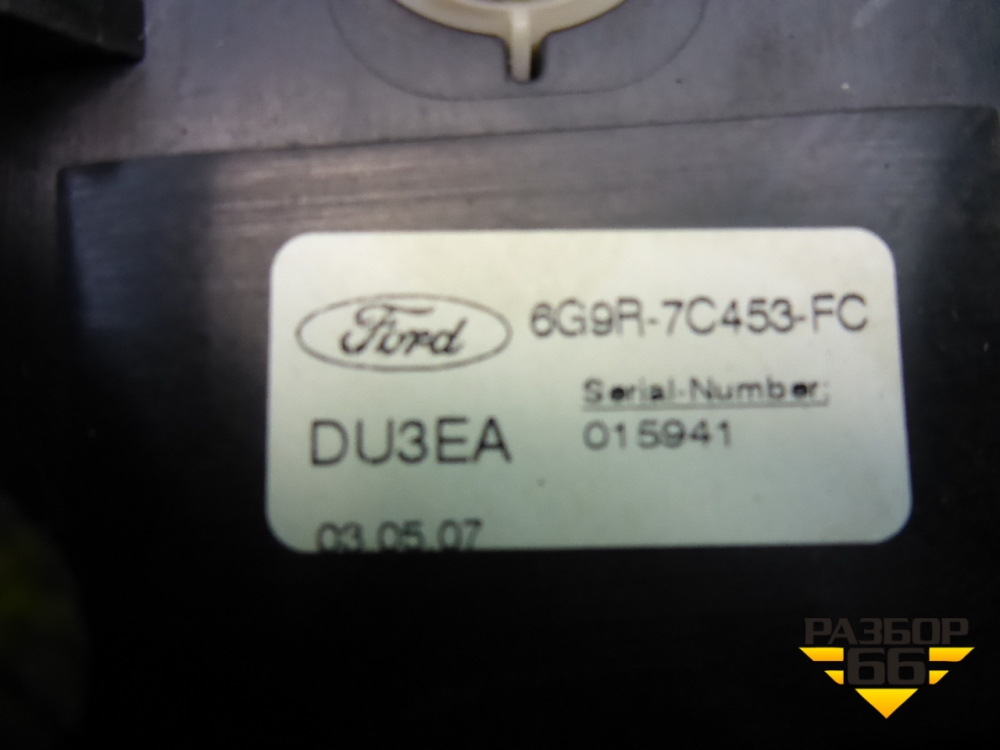 Ford 6G9R-7C453-FC
Serial-Number:
DU3EA 015941
03.05.07
РАЗБОР
66